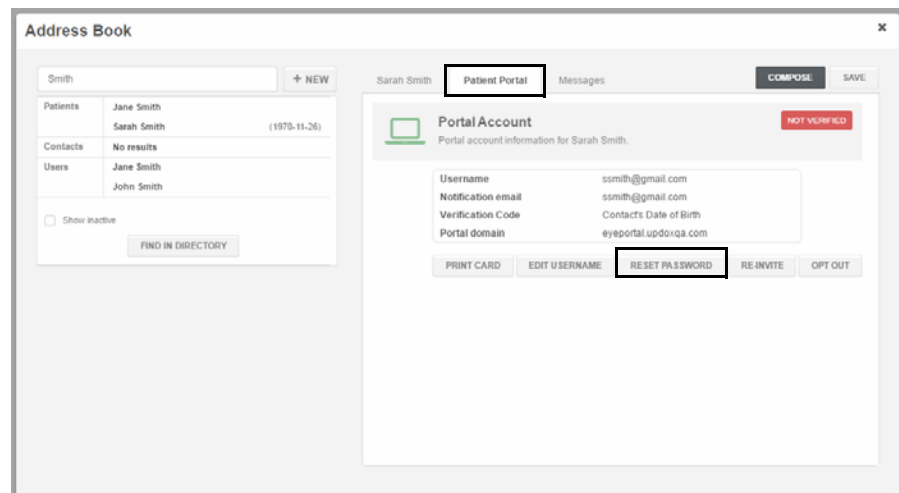 Address Book
×
Smith
+ NEW
Patients Jane Smith
Sarah Smith (1970-11-26)
Contacts No results
Users Jane Smith
John Smith
Show inactive
FIND IN DIRECTORY
Sarah Smith Patient Portal Messages COMPOSE SAVE
Portal Account NOT VERIFIED
Portal account information for Sarah Smith.
Username ssmith@gmail.com
Notification email ssmith@gmail.com
Verification Code Contact's Date of Birth
Portal domain eyeportal.updoxqa.com
PRINT CARD EDIT USERNAME RESET PASSWORD RE-INVITE OPT OUT